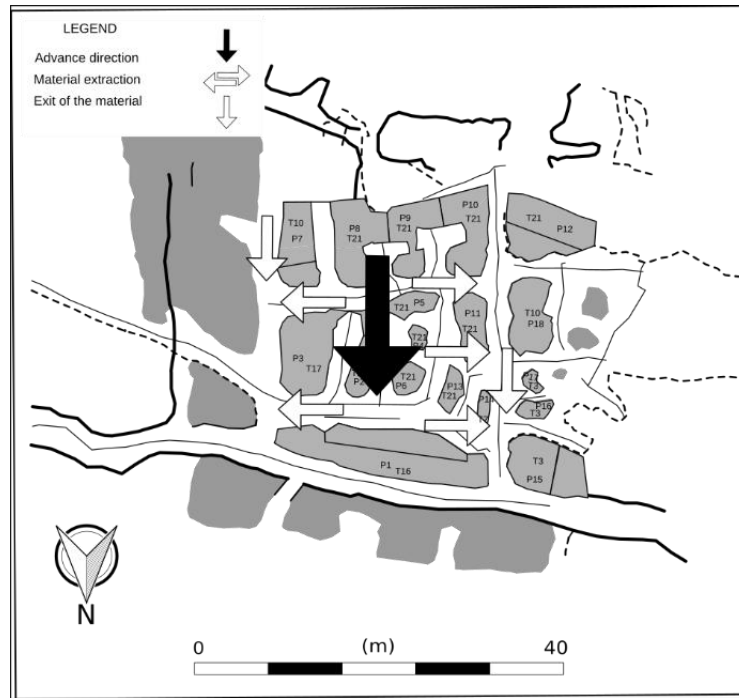 LEGEND
Advance direction
Material extraction
Exit of the material
P10
T21
T10
P7
P8
T21
P9
T21
T21
P12
T21 P5
P11
T21
T10
P18
T21
P3
T17
T21
P6
P13
T21
T3
P16
T3
P1 T16
T3
P15
N
0 (m) 40